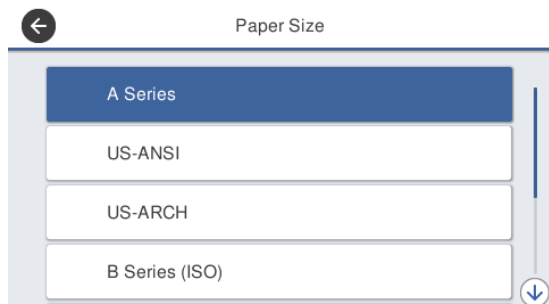 Paper Size
A Series
US-ANSI
US-ARCH
B Series (ISO)